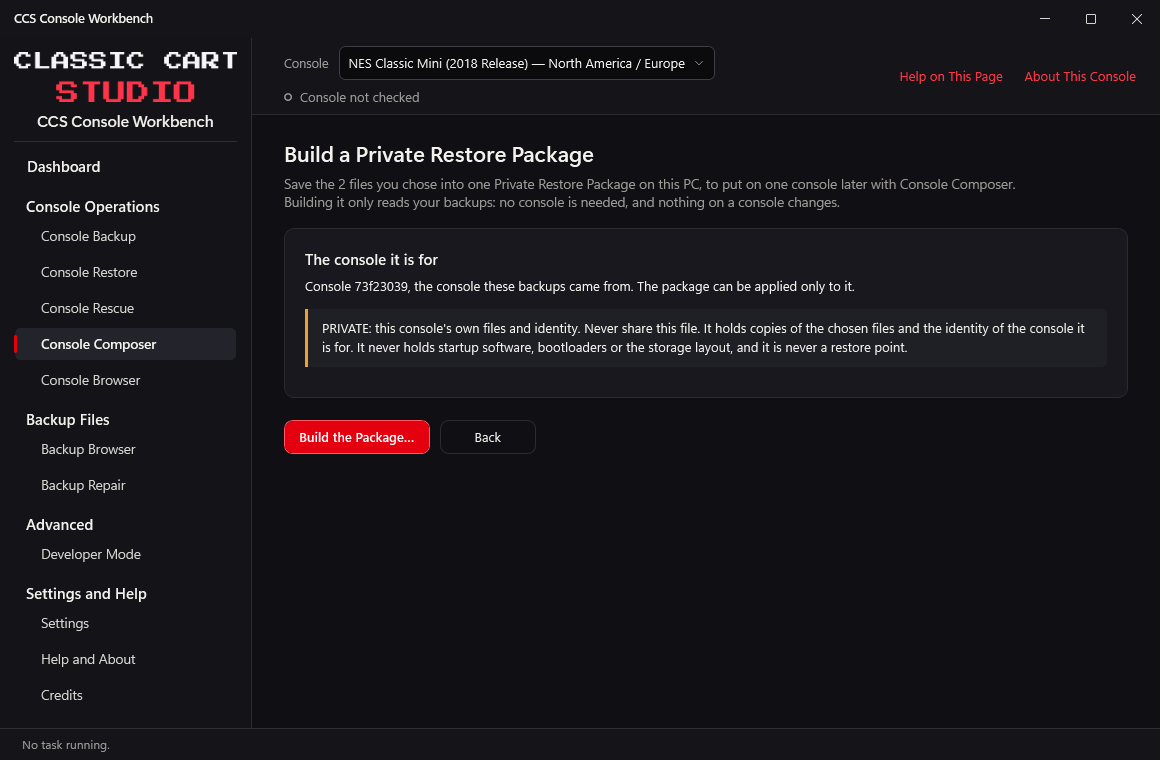 CCS Console Workbench
CLASSIC CART
STUDIO
CCS Console Workbench
Dashboard
Console Operations
Console Backup
Console Restore
Console Rescue
Console Composer
Console Browser
Backup Files
Backup Browser
Backup Repair
Advanced
Developer Mode
Settings and Help
Settings
Help and About
Credits
Console
NES Classic Mini (2018 Release) — North America / Europe
Console not checked
Help on This Page
About This Console
Build a Private Restore Package
Save the 2 files you chose into one Private Restore Package on this PC, to put on one console later with Console Composer.
Building it only reads your backups: no console is needed, and nothing on a console changes.
The console it is for
Console 73f23039, the console these backups came from. The package can be applied only to it.
PRIVATE: this console's own files and identity. Never share this file. It holds copies of the chosen files and the identity of the console it
is for. It never holds startup software, bootloaders or the storage layout, and it is never a restore point.
Build the Package...
Back
No task running.